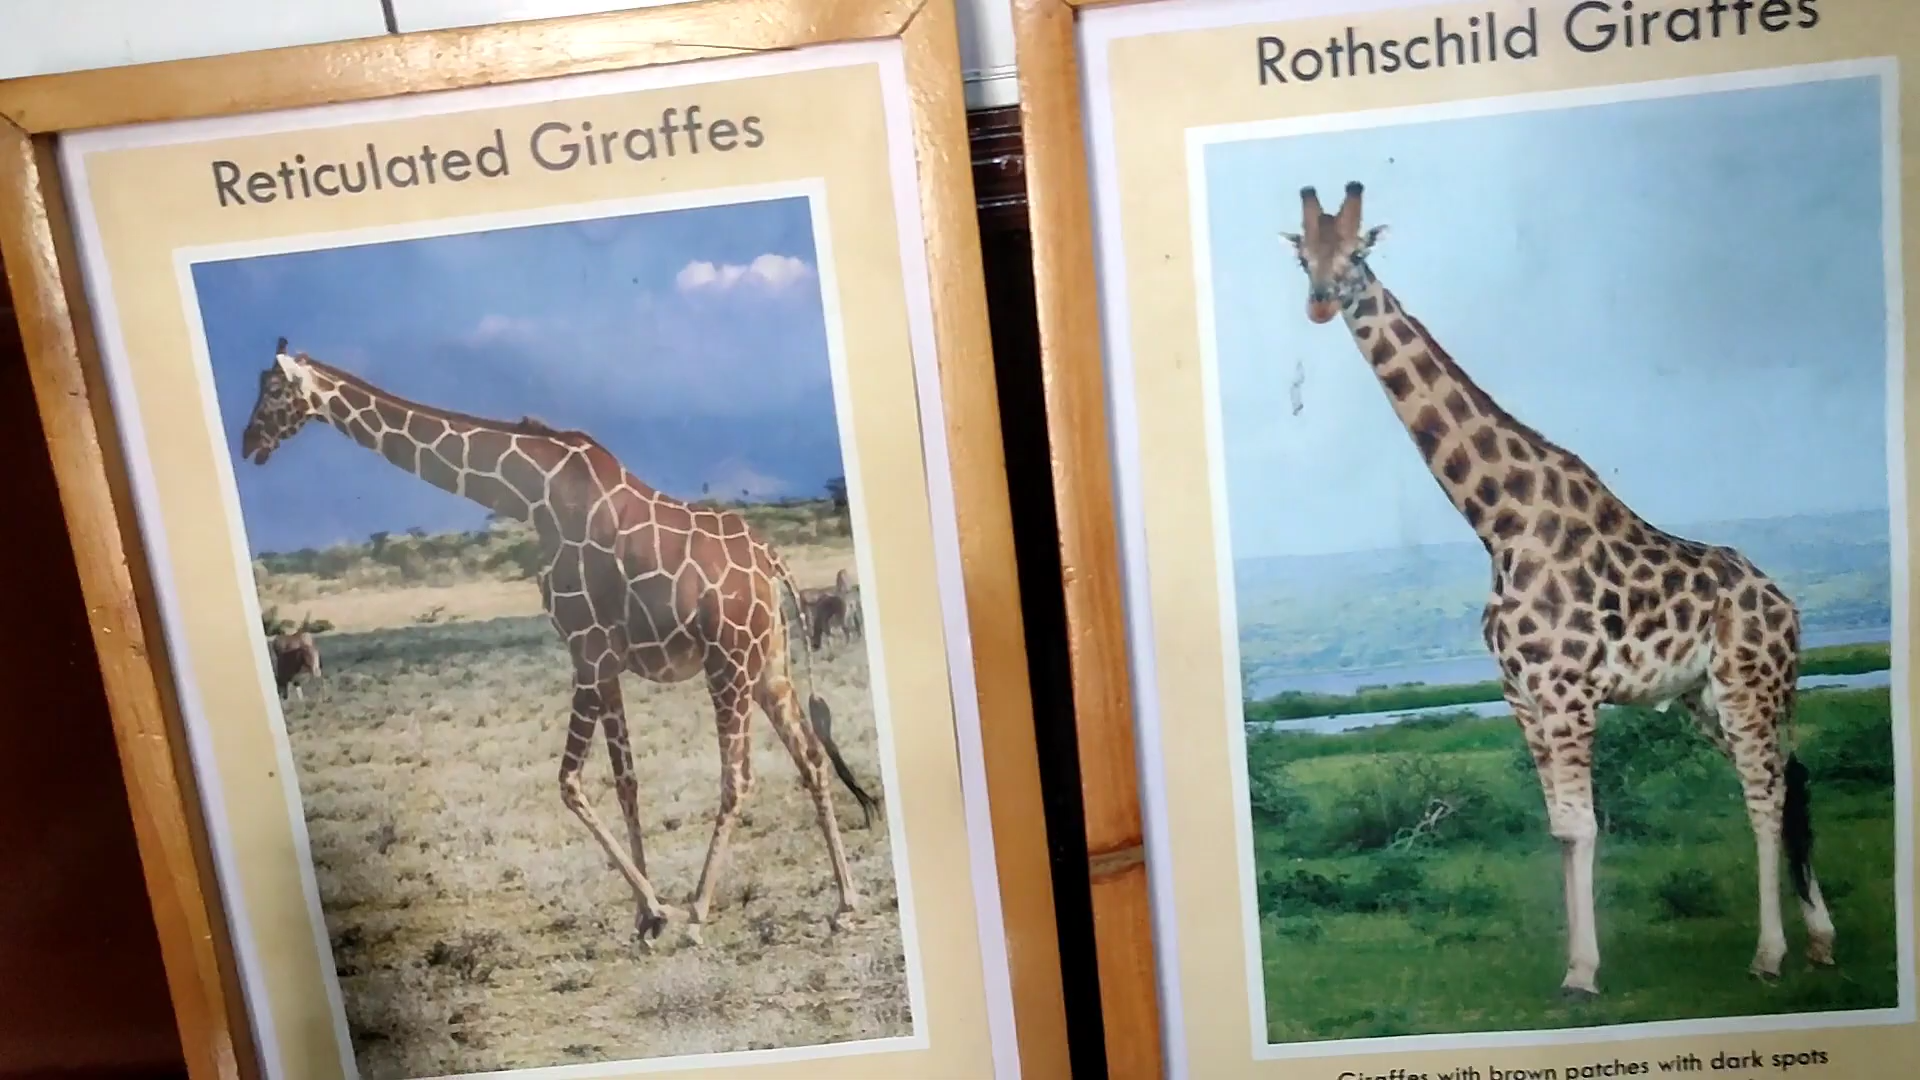 Reticulated Giraffes
Rothschild Giraffes
Giraffes with brown patches with dark spots